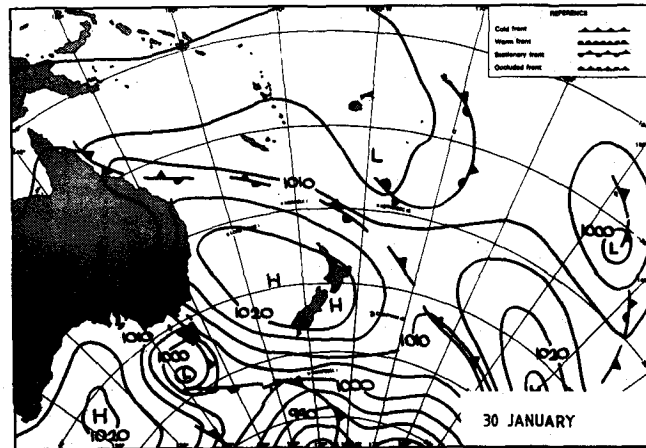 REFERENCE
Cold front
Warm front
Stationary front
Occluded front
L
1010
1000
L
H
H
1020
1010
1000
L
1010
1020
1000
H
1020
990
30 JANUARY